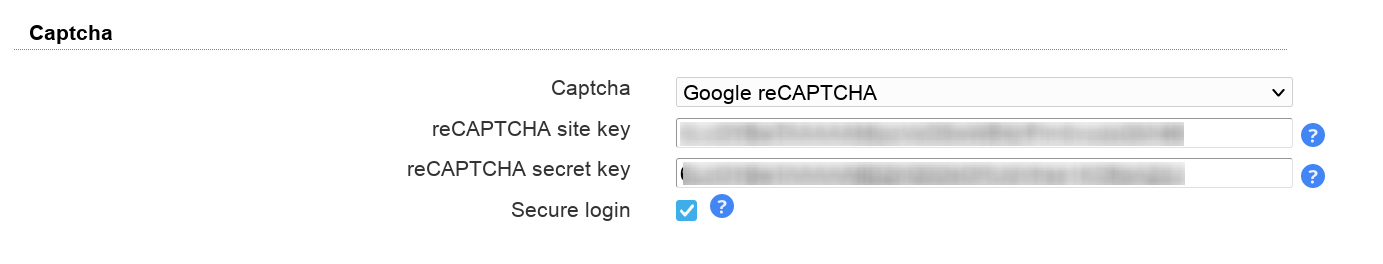 Captcha
Captcha Google reCAPTCHA
reCAPTCHA site key ?
reCAPTCHA secret key ?
Secure login ?